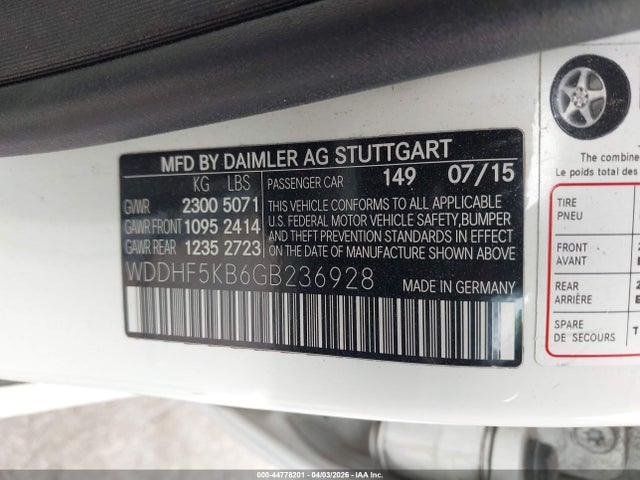 MFD BY DAIMLER AG STUTTGART
KG LBS
GVWR 2300 5071
GAWR FRONT 1095 2414
GAWR REAR 1235 2723
PASSENGER CAR 149 07/15
THIS VEHICLE CONFORMS TO ALL APPLICABLE
U.S. FEDERAL MOTOR VEHICLE SAFETY, BUMPER
AND THEFT PREVENTION STANDARDS IN EFFECT
ON THE DATE OF MANUFACTURE SHOWN ABOVE
WDDHF5KB6GB236928
MADE IN GERMANY
The combine
Le poids total des
TIRE
PNEU
FRONT
AVANT
REAR
ARRIÈRE
SPARE
DE SECOURS
000-44778201 - 04/03/2026 - IAA Inc.